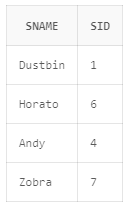 SNAME SID
Dustbin 1
Horato 6
Andy 4
Zobra 7